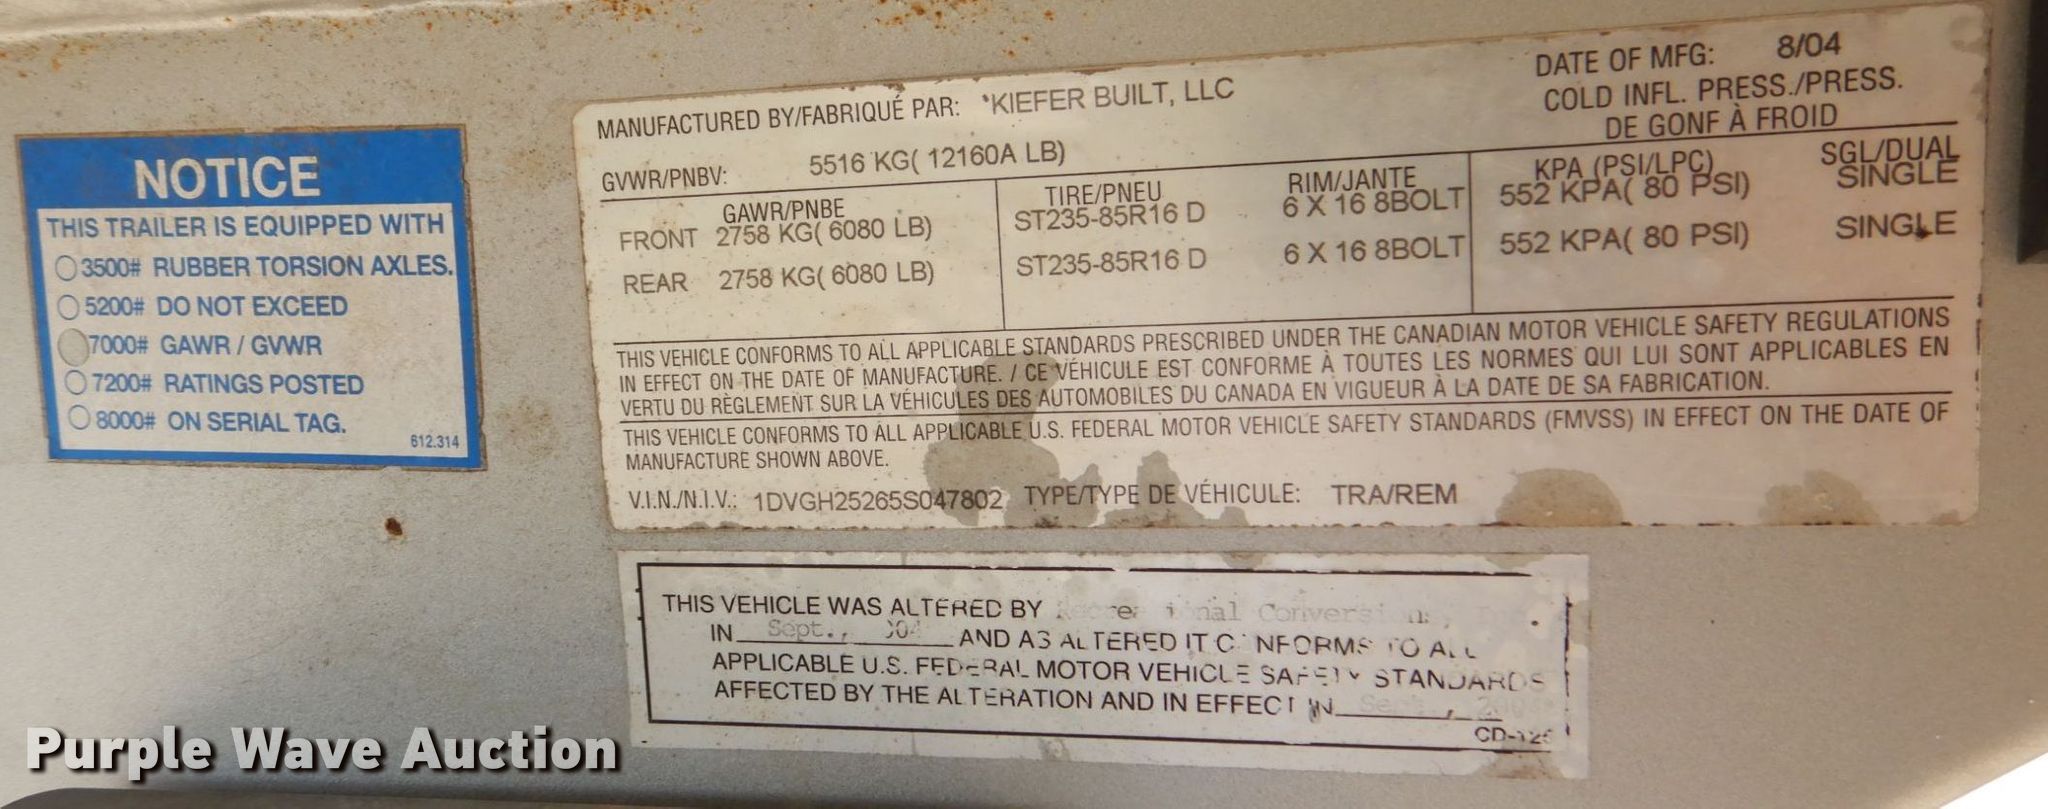 NOTICE
THIS TRAILER IS EQUIPPED WITH
3500# RUBBER TORSION AXLES.
5200# DO NOT EXCEED
7000# GAWR / GVWR
7200# RATINGS POSTED
8000# ON SERIAL TAG.
612.314
MANUFACTURED BY/FABRIQUÉ PAR: KIEFER BUILT, LLC
DATE OF MFG: 8/04
GVWR/PNBV: 5516 KG( 12160A LB)
COLD INFL. PRESS./PRESS.
DE GONF À FROID
GAWR/PNBE TIRE/PNEU RIM/JANTE KPA (PSI/LPC) SGL/DUAL
FRONT 2758 KG( 6080 LB) ST235-85R16 D 6 X 16 8BOLT 552 KPA( 80 PSI) SINGLE
REAR 2758 KG( 6080 LB) ST235-85R16 D 6 X 16 8BOLT 552 KPA( 80 PSI) SINGLE
THIS VEHICLE CONFORMS TO ALL APPLICABLE STANDARDS PRESCRIBED UNDER THE CANADIAN MOTOR VEHICLE SAFETY REGULATIONS
IN EFFECT ON THE DATE OF MANUFACTURE. / CE VÉHICULE EST CONFORME À TOUTES LES NORMES QUI LUI SONT APPLICABLES EN
VERTU DU RÈGLEMENT SUR LA VÉHICULES DES AUTOMOBILES DU CANADA EN VIGUEUR À LA DATE DE SA FABRICATION.
THIS VEHICLE CONFORMS TO ALL APPLICABLE U.S. FEDERAL MOTOR VEHICLE SAFETY STANDARDS (FMVSS) IN EFFECT ON THE DATE OF
MANUFACTURE SHOWN ABOVE.
V.I.N./N.I.V.: 1DVGH25265S047802 TYPE/TYPE DE VÉHICULE: TRA/REM
THIS VEHICLE WAS ALTERED BY Recreational Conversions,
IN Sept., AND AS ALTERED IT CONFORMS TO ALL
APPLICABLE U.S. FEDERAL MOTOR VEHICLE SAFETY STANDARDS
AFFECTED BY THE ALTERATION AND IN EFFECT IN Sept.,
Purple Wave Auction